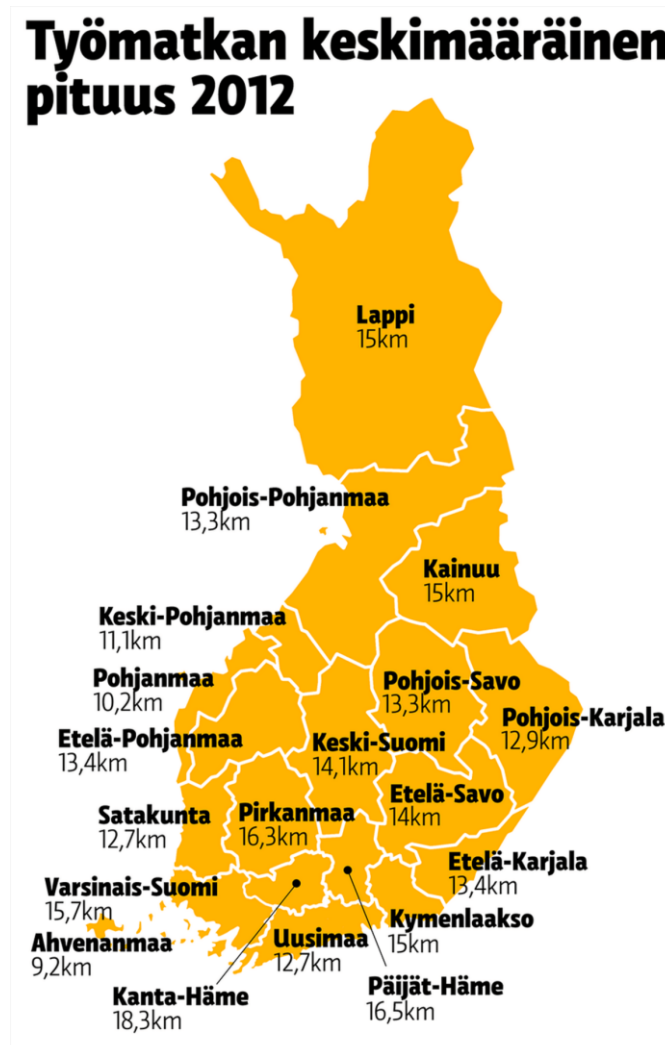 Työmatkan keskimääräinen
pituus 2012
Lappi
15km
Pohjois-Pohjanmaa
13,3km
Kainuu
15km
Keski-Pohjanmaa
11,1km
Pohjanmaa
10,2km
Pohjois-Savo
13,3km
Pohjois-Karjala
12,9km
Etelä-Pohjanmaa
13,4km
Keski-Suomi
14,1km
Etelä-Savo
14km
Satakunta
12,7km
Pirkanmaa
16,3km
Etelä-Karjala
13,4km
Varsinais-Suomi
15,7km
Kymenlaakso
15km
Ahvenanmaa
9,2km
Uusimaa
12,7km
Kanta-Häme
18,3km
Päijät-Häme
16,5km